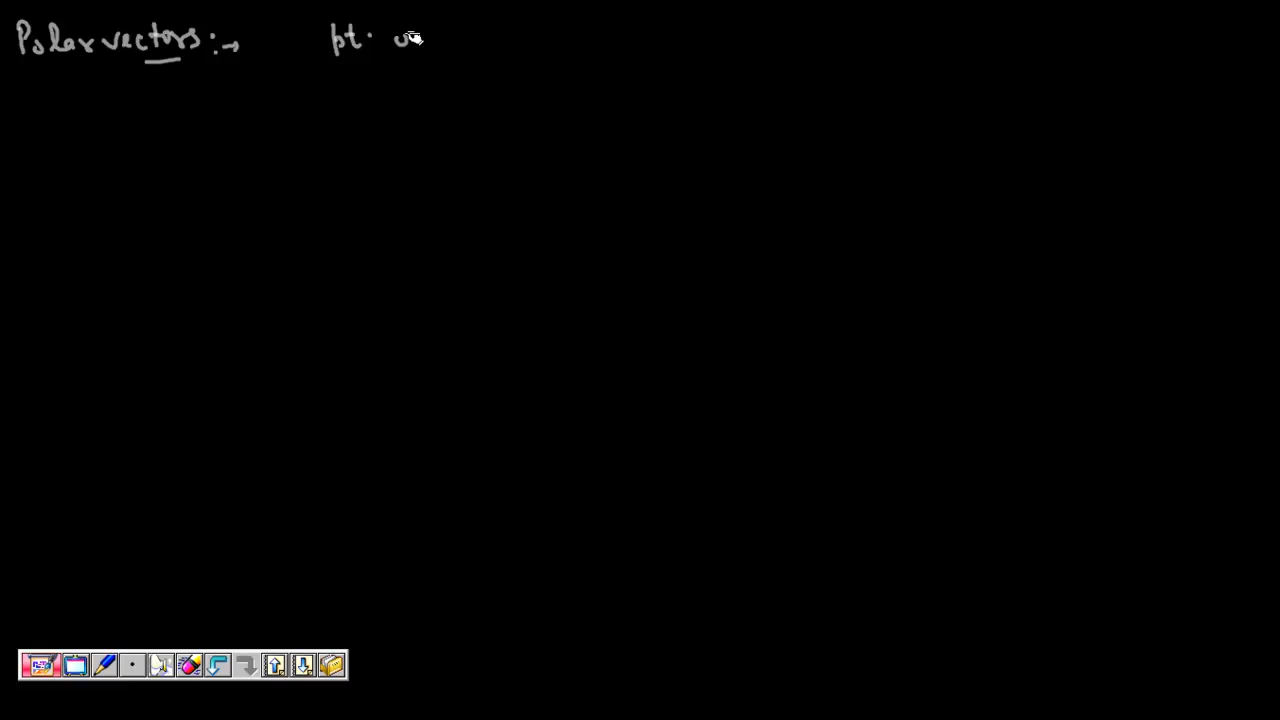 Polar vectors :→ pt. o